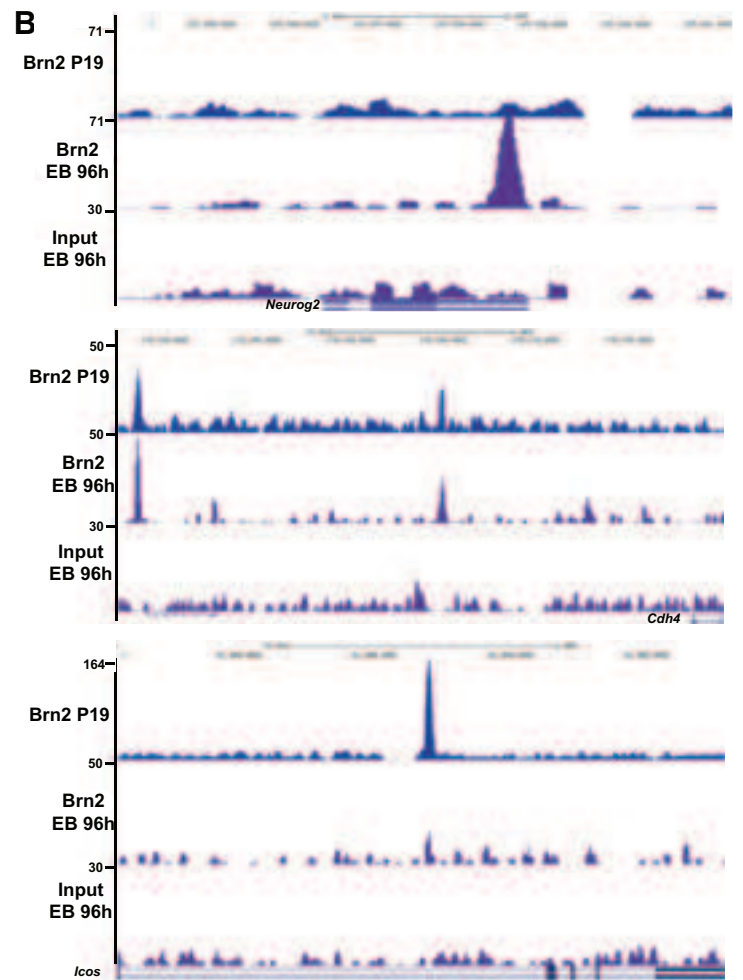 B
71
Brn2 P19
71
Brn2
EB 96h
30
Input
EB 96h
Neurog2
50
Brn2 P19
50
Brn2
EB 96h
30
Input
EB 96h
Cdh4
164
Brn2 P19
50
Brn2
EB 96h
30
Input
EB 96h
Icos